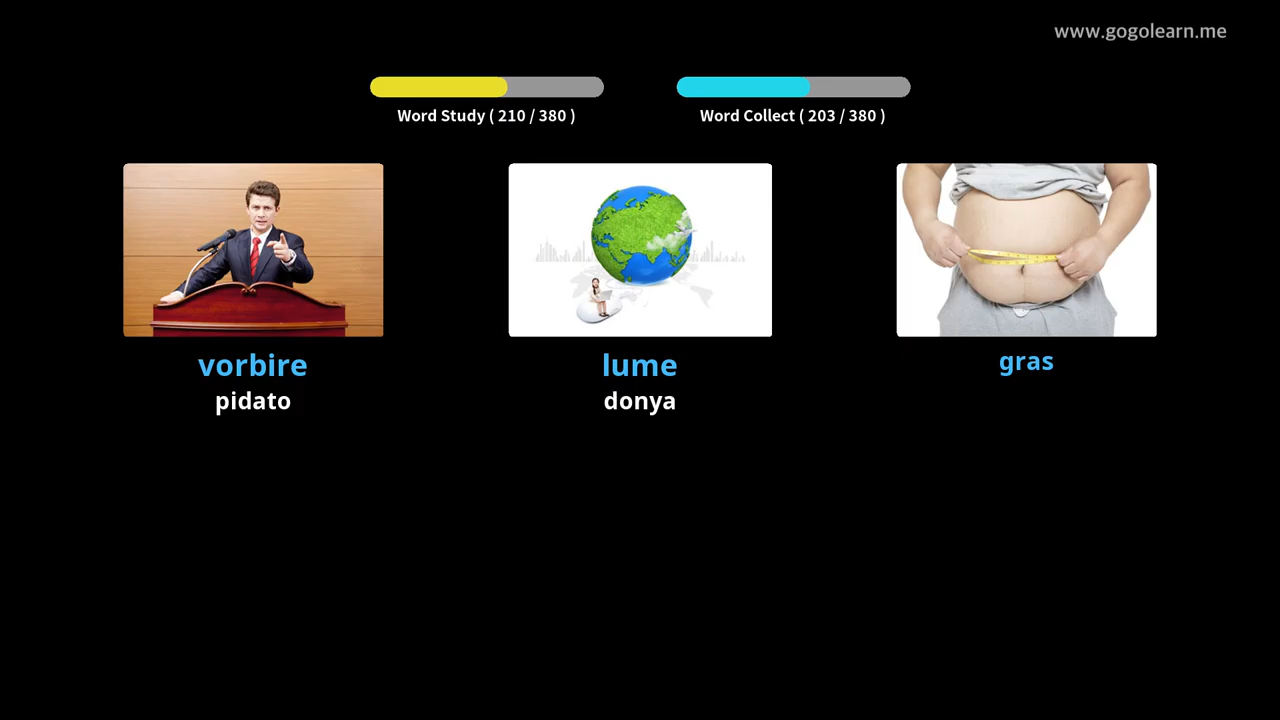 www.gogolearn.me
Word Study ( 210 / 380 )
Word Collect ( 203 / 380 )
vorbire
pidato
lume
donya
gras